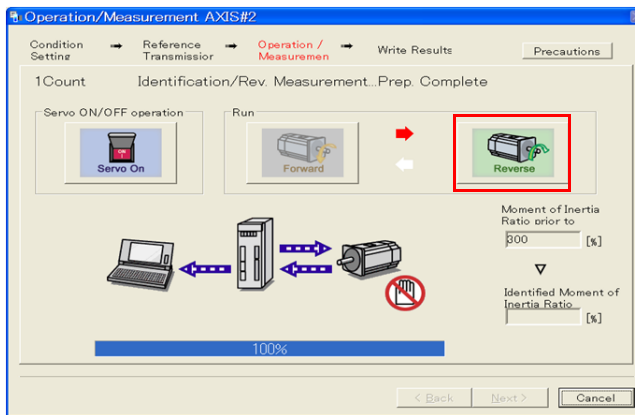 Operation/Measurement AXIS#2
Condition Setting
Reference Transmission
Operation / Measuremen
Write Results
Precautions
1Count Identification/Rev. Measurement...Prep. Complete
Servo ON/OFF operation
Run
ON
Servo On
Forward
Reverse
Moment of Inertia
Ratio prior to
300 [%]
Identified Moment of
Inertia Ratio
[%]
100%
< Back
Next >
Cancel